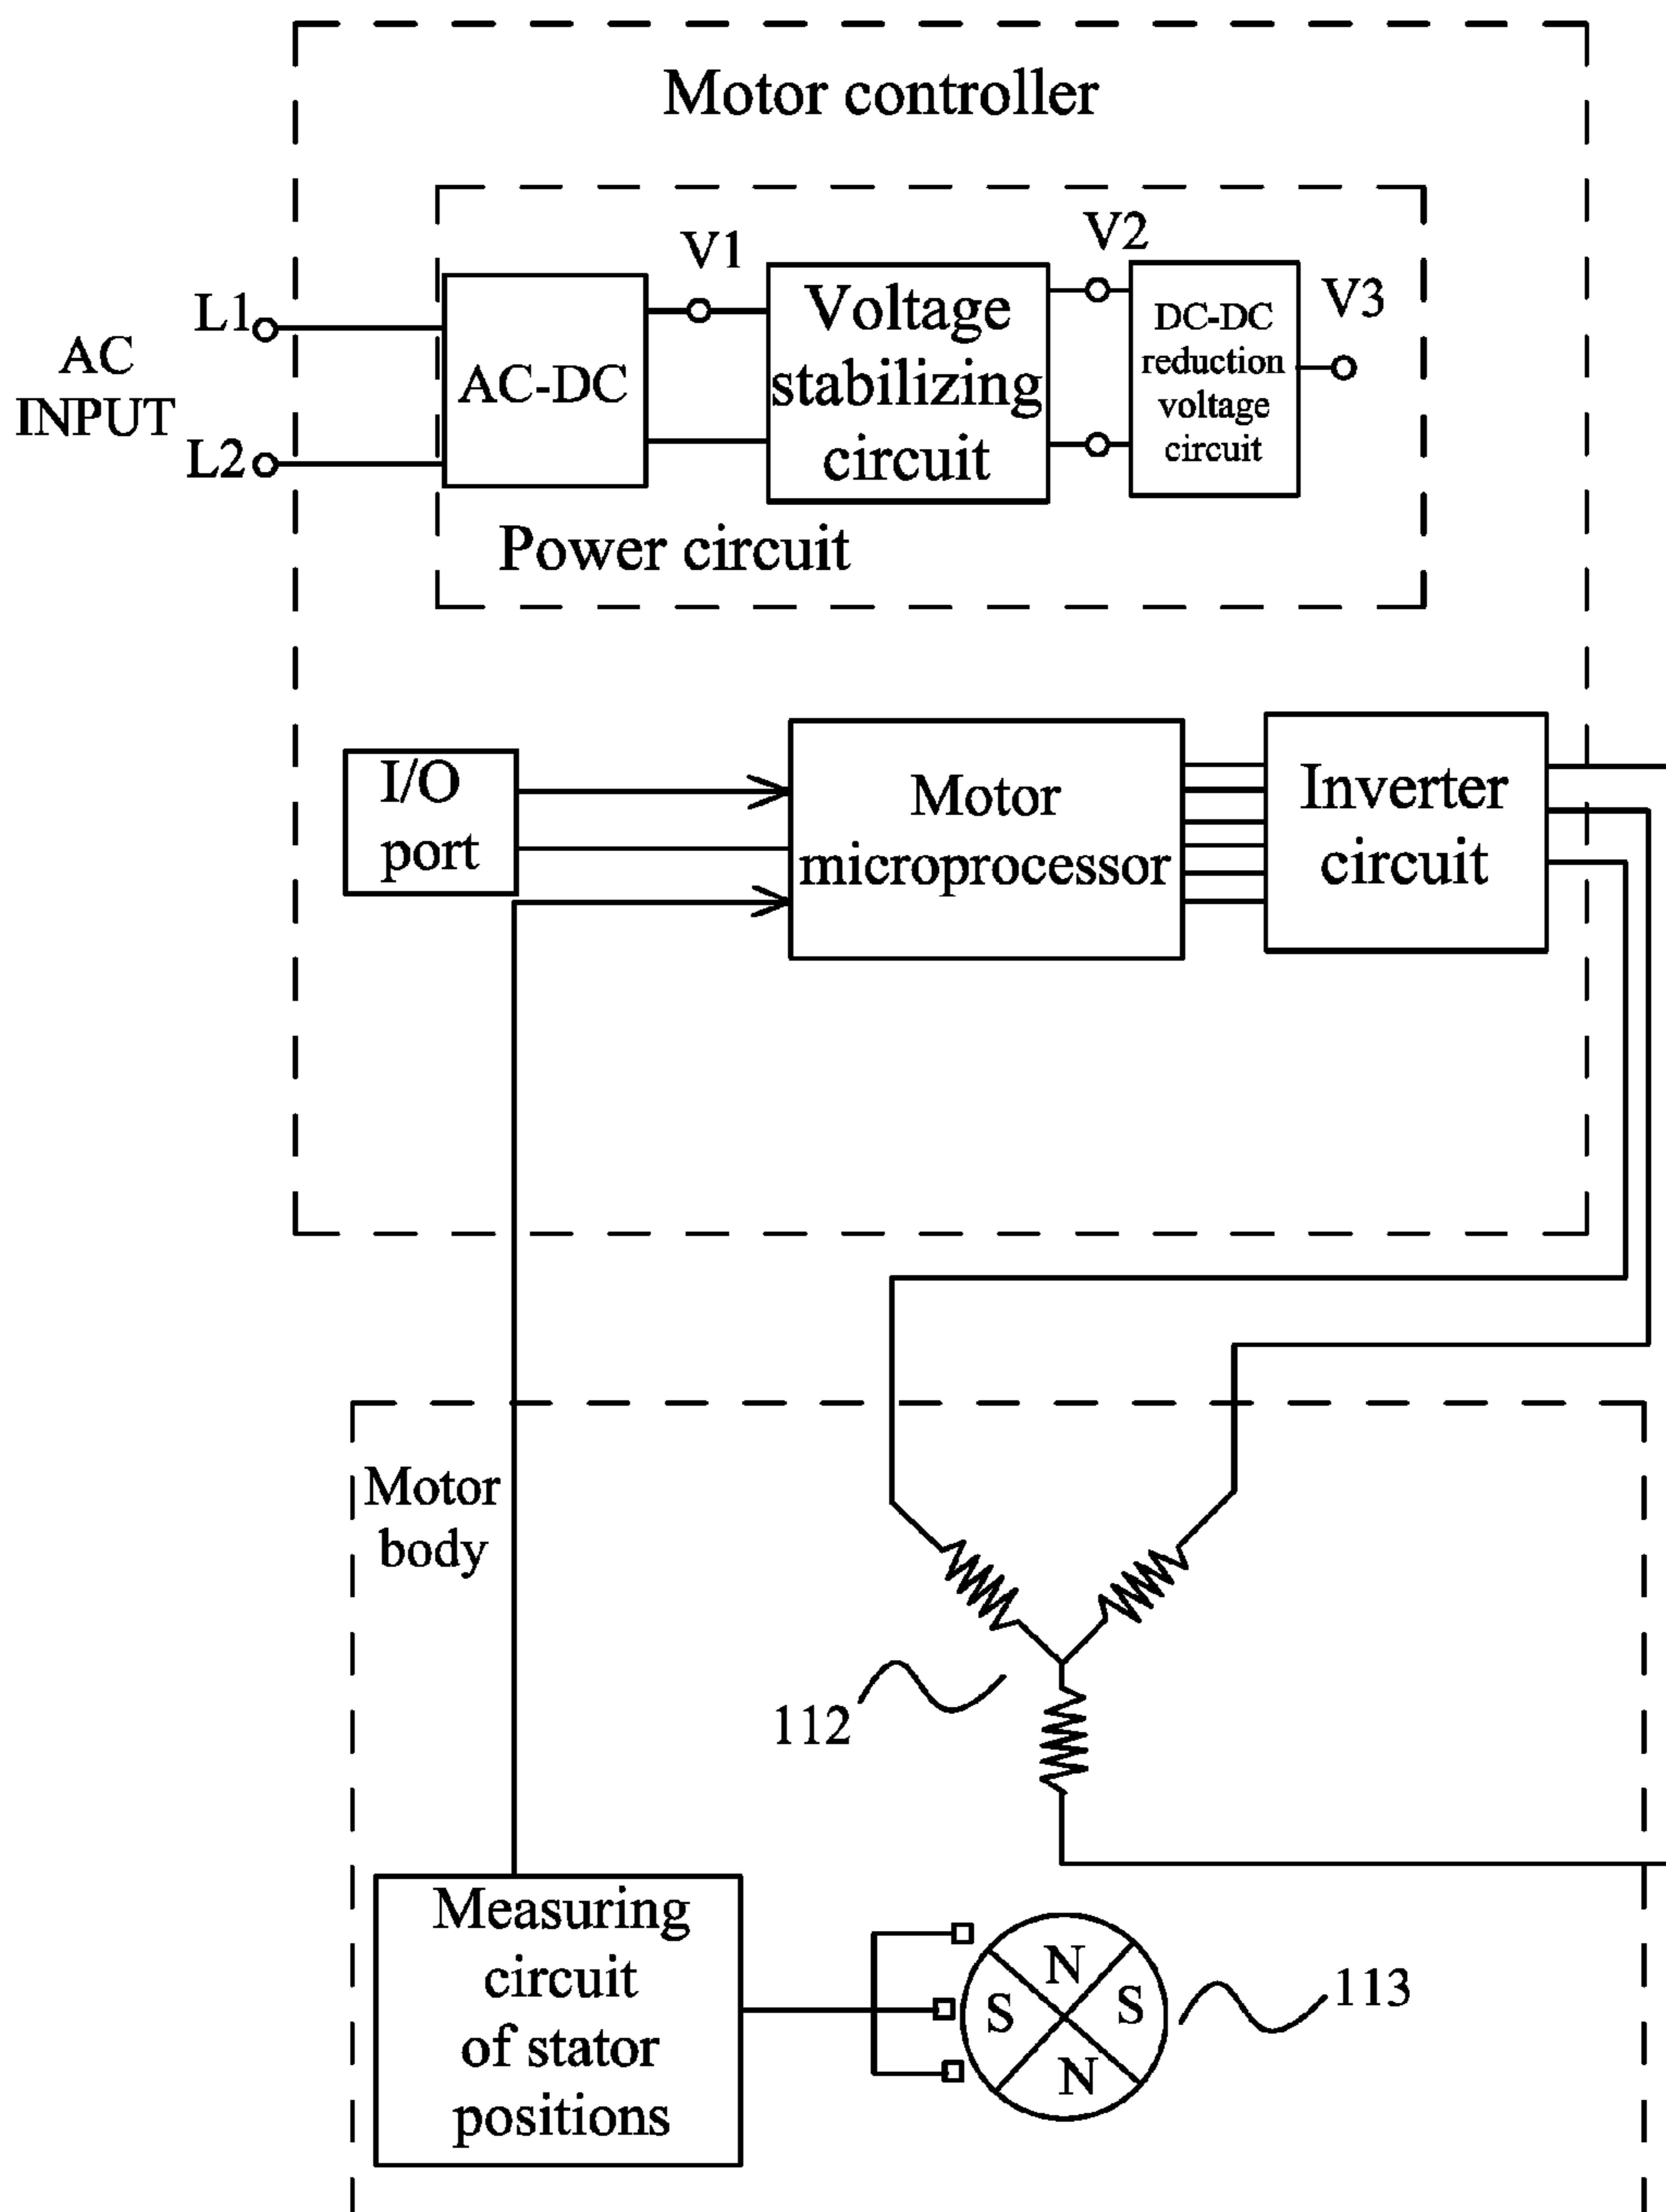 Motor controller
V1
V2
V3
L1
AC
INPUT
L2
AC-DC
Voltage
stabilizing
circuit
DC-DC
reduction
voltage
circuit
Power circuit
I/O
port
Motor
microprocessor
Inverter
circuit
Motor
body
112
Measuring
circuit
of stator
positions
N
S
S
N
113